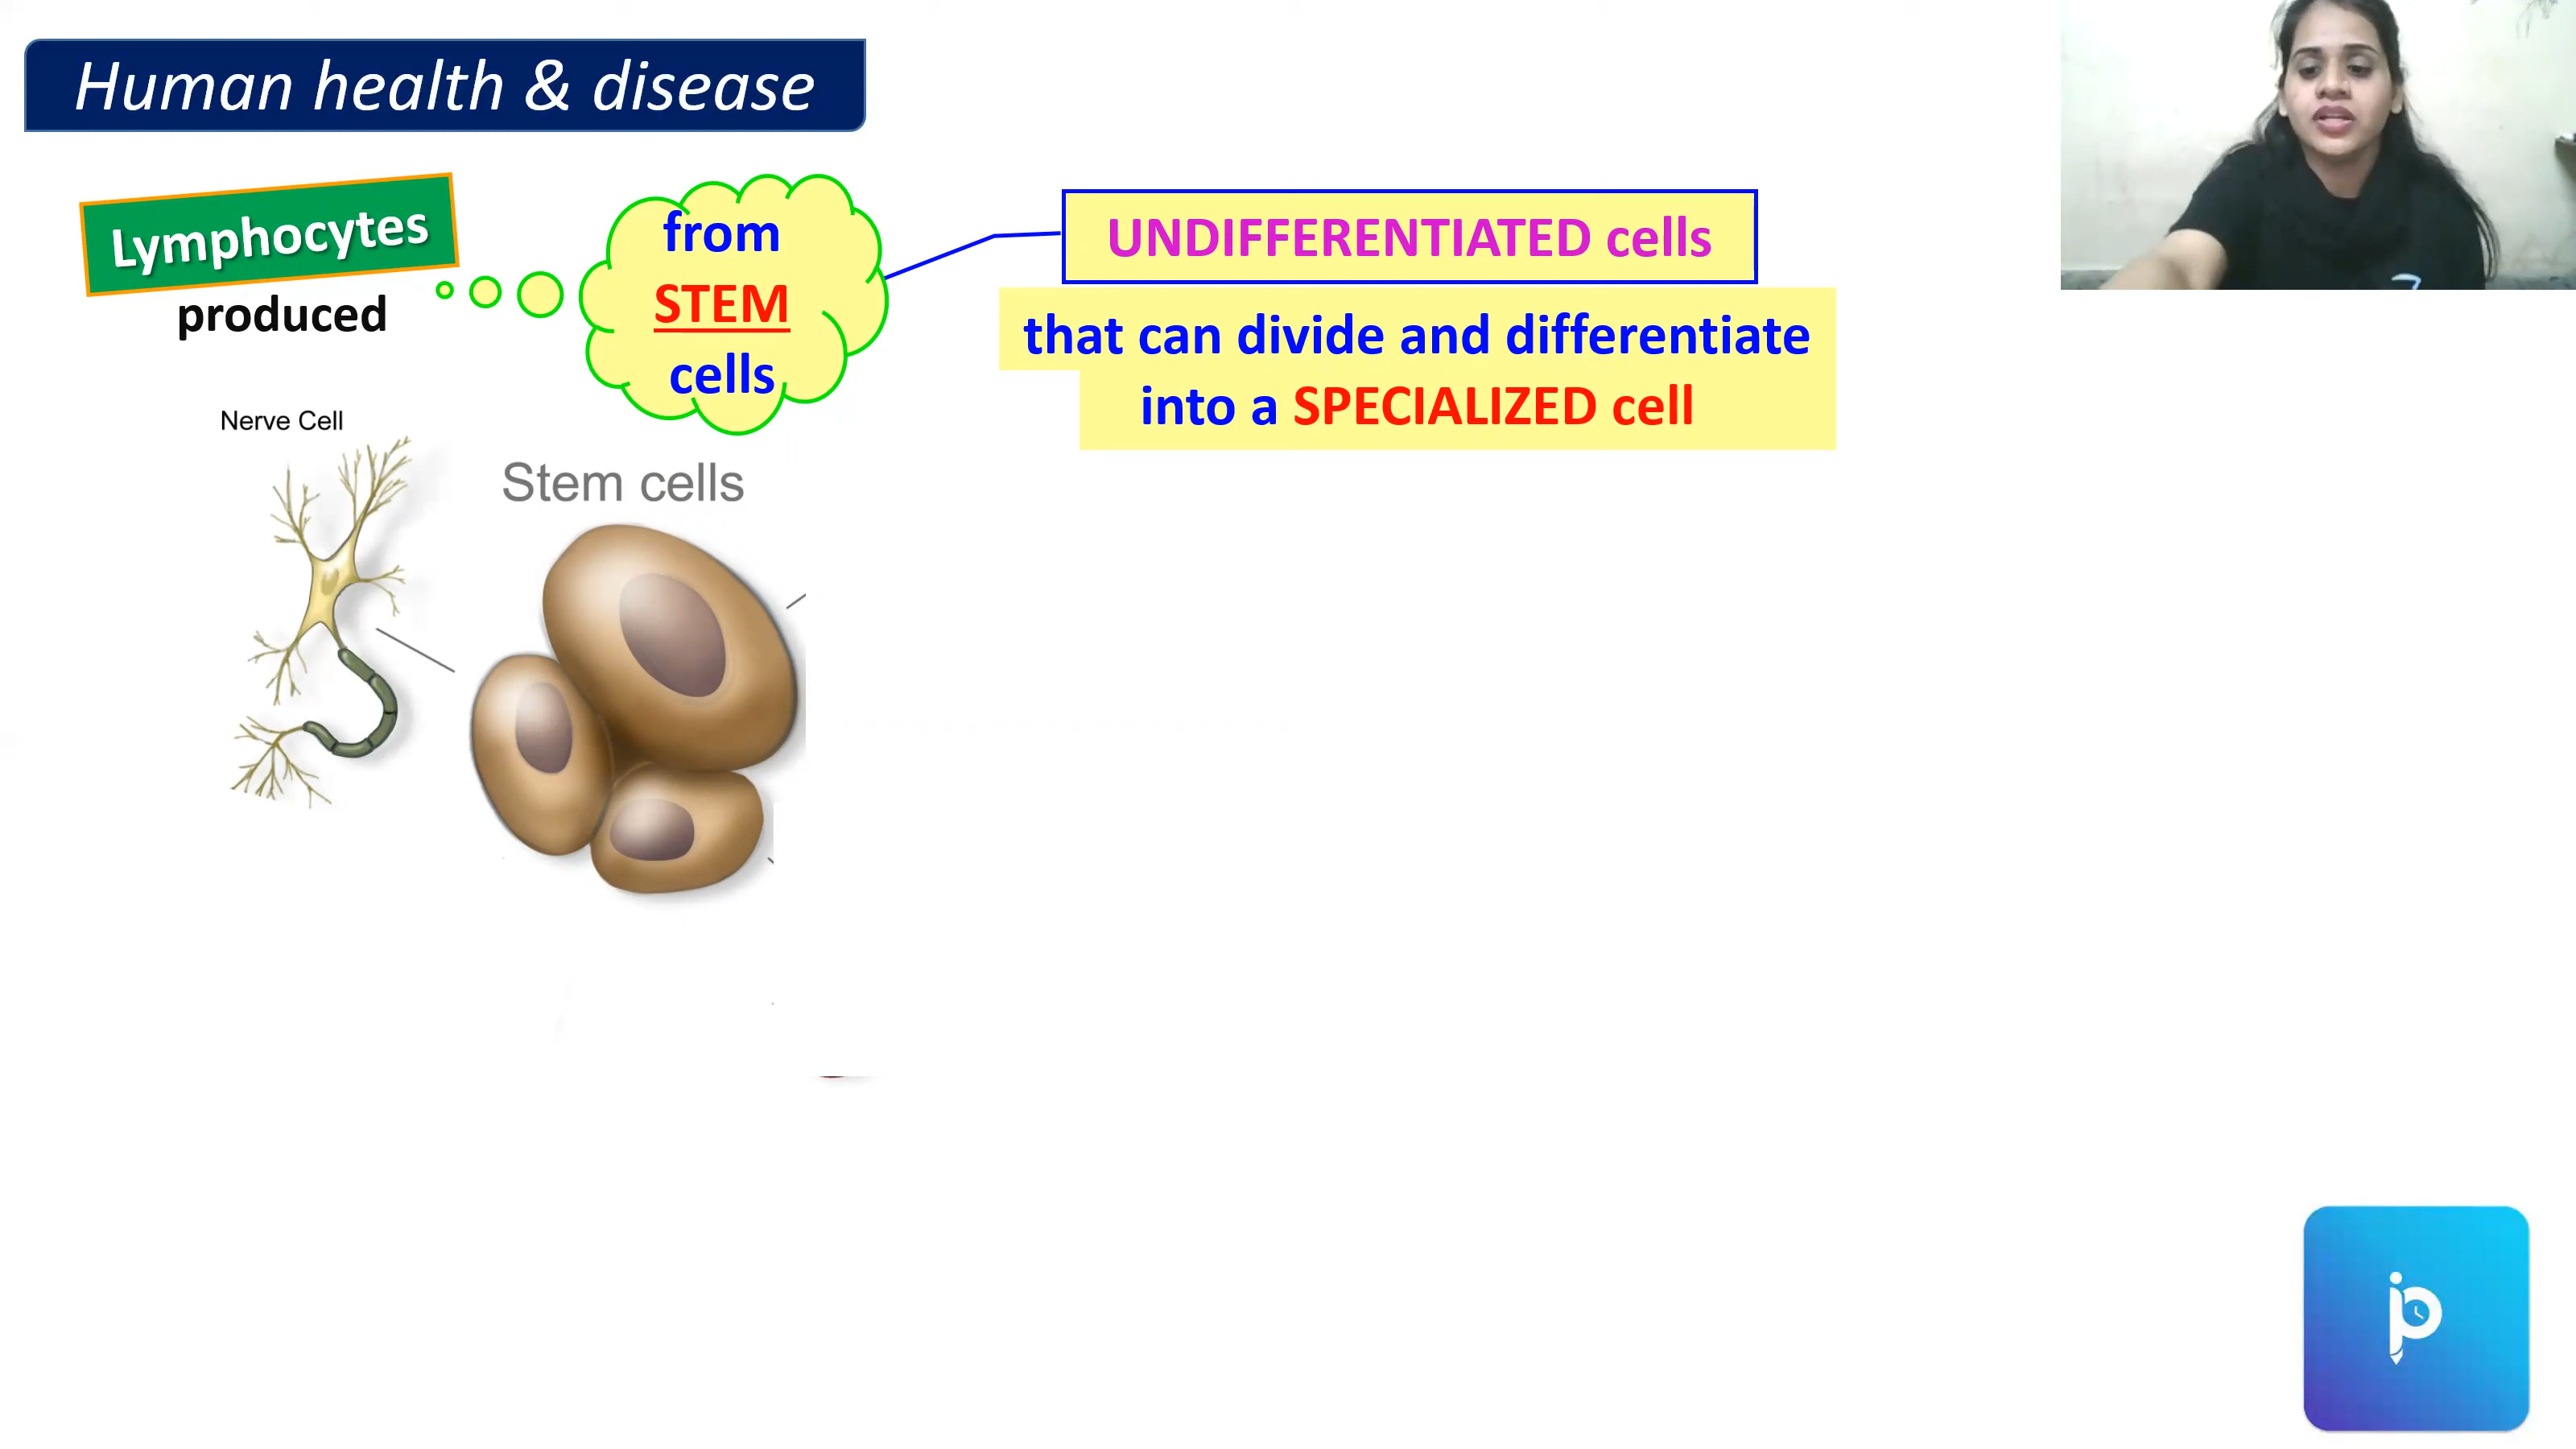 Human health & disease
Lymphocytes
produced
from
STEM
cells
UNDIFFERENTIATED cells
that can divide and differentiate
into a SPECIALIZED cell
Nerve Cell
Stem cells